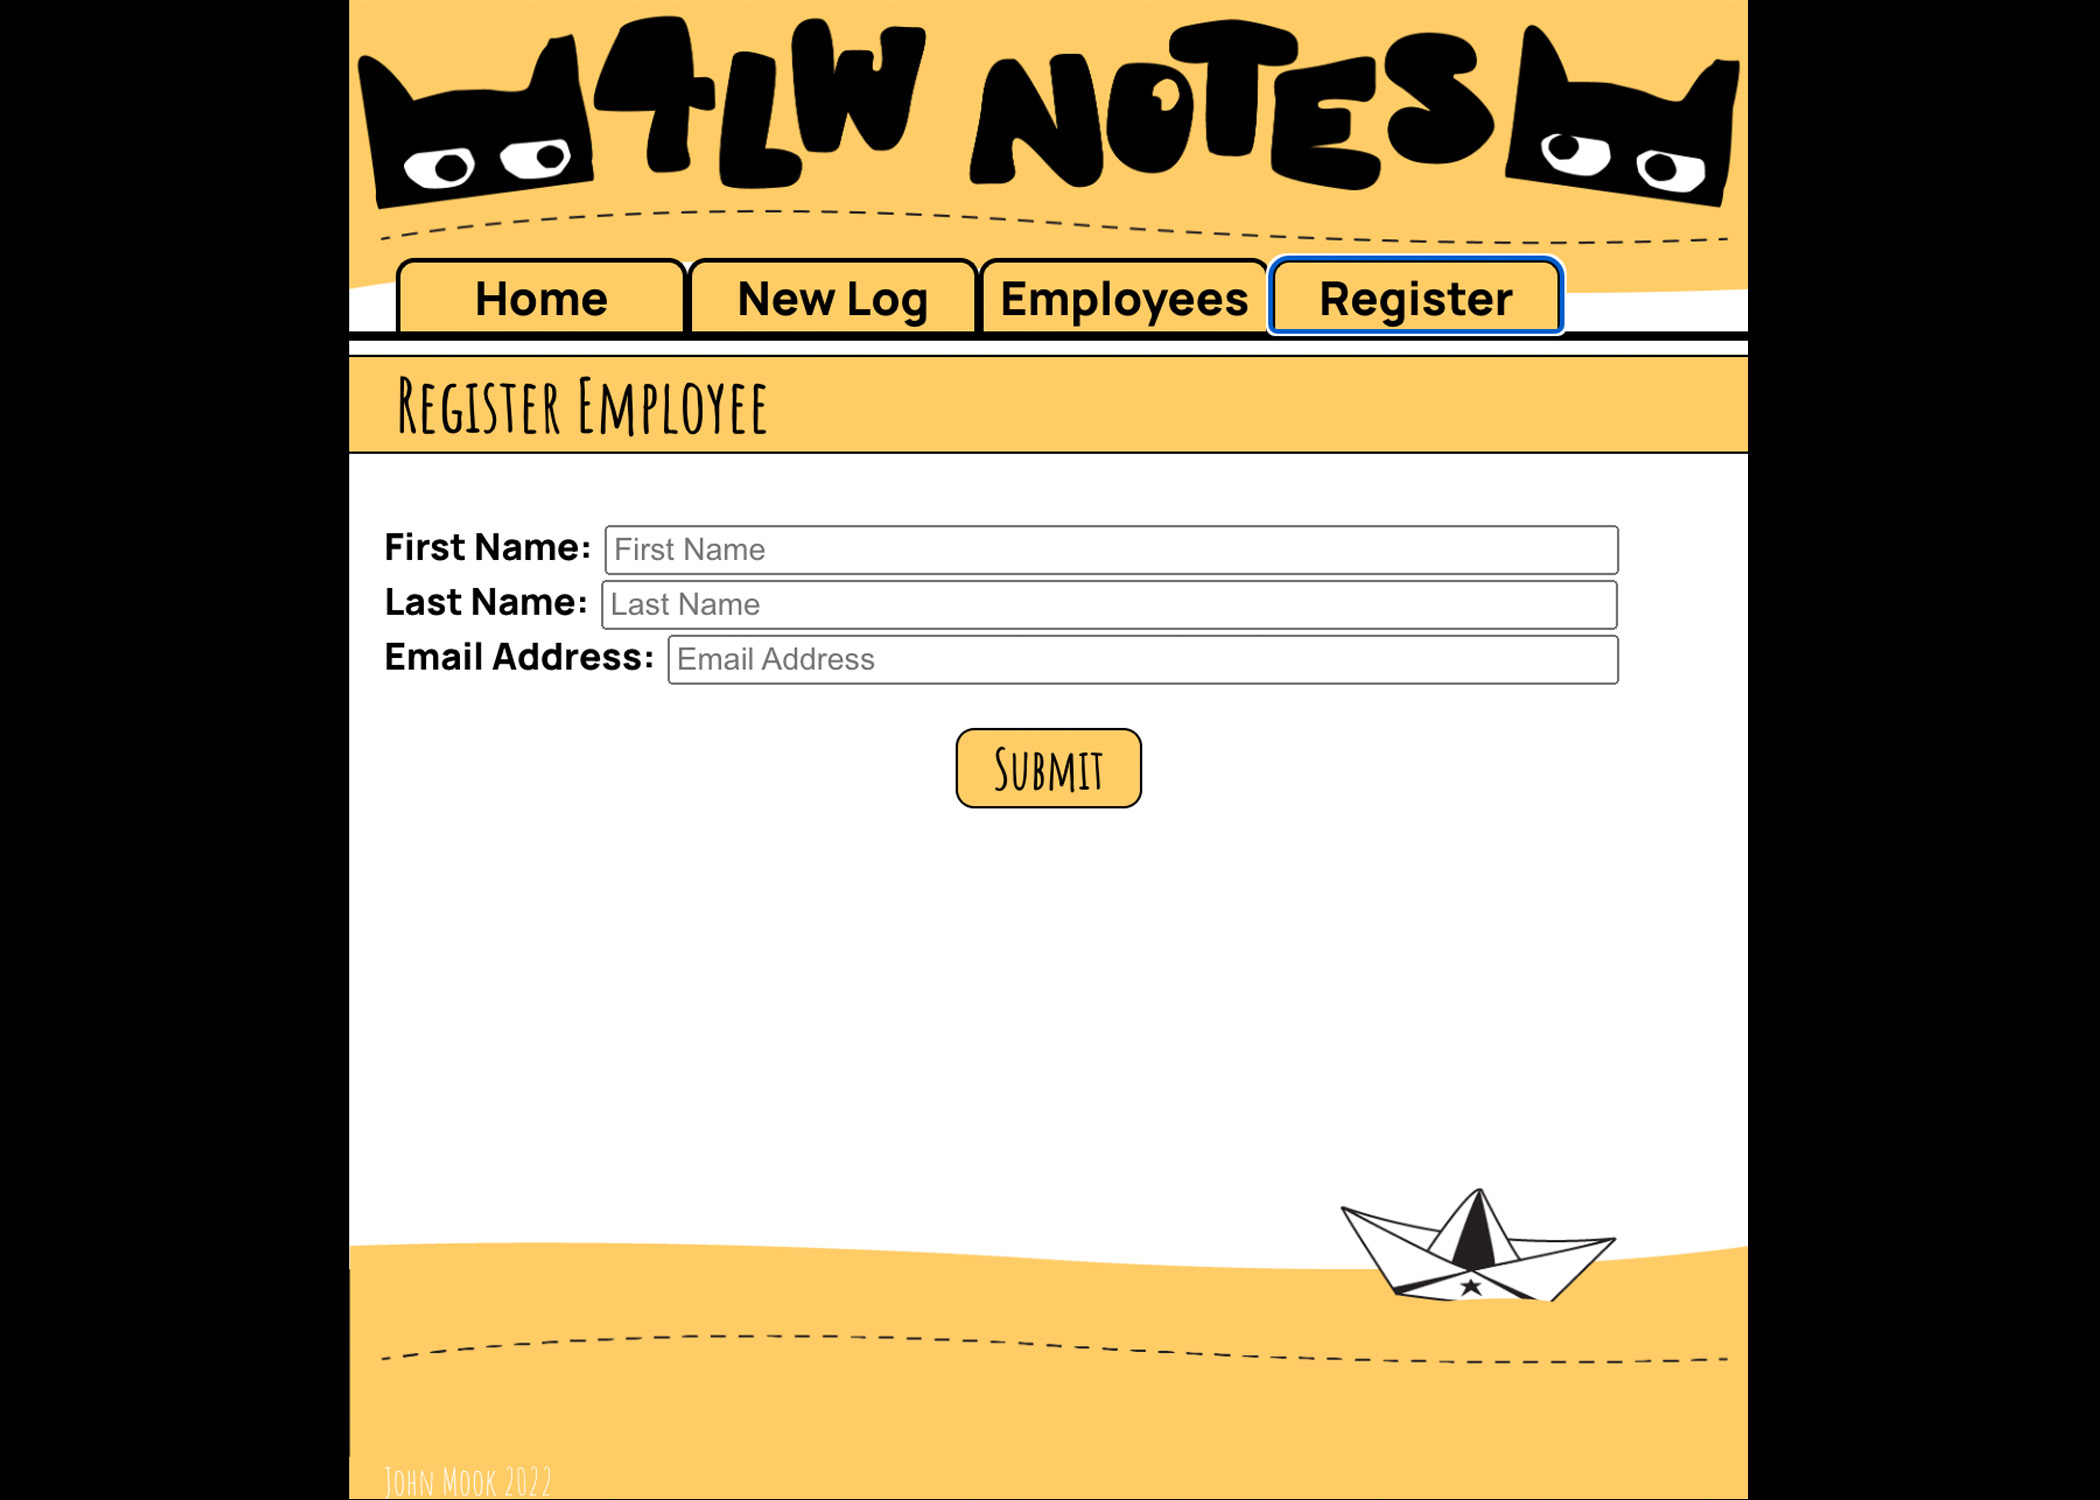 4LW NOTES
Home New Log Employees Register
Register Employee
First Name: First Name
Last Name: Last Name
Email Address: Email Address
Submit
John Mook 2022